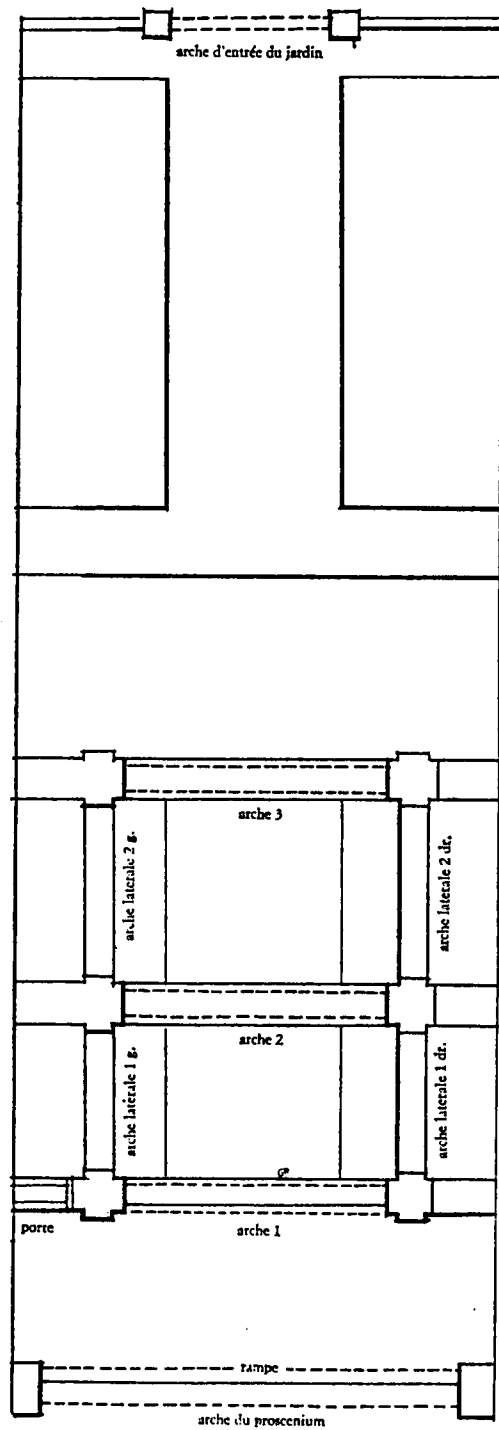 arche d'entrée du jardin
arche 3
arche latérale 2 g.
arche latérale 2 dr.
arche 2
arche latérale 1 g.
arche latérale 1 dr.
porte
arche 1
rampe
arche du proscenium